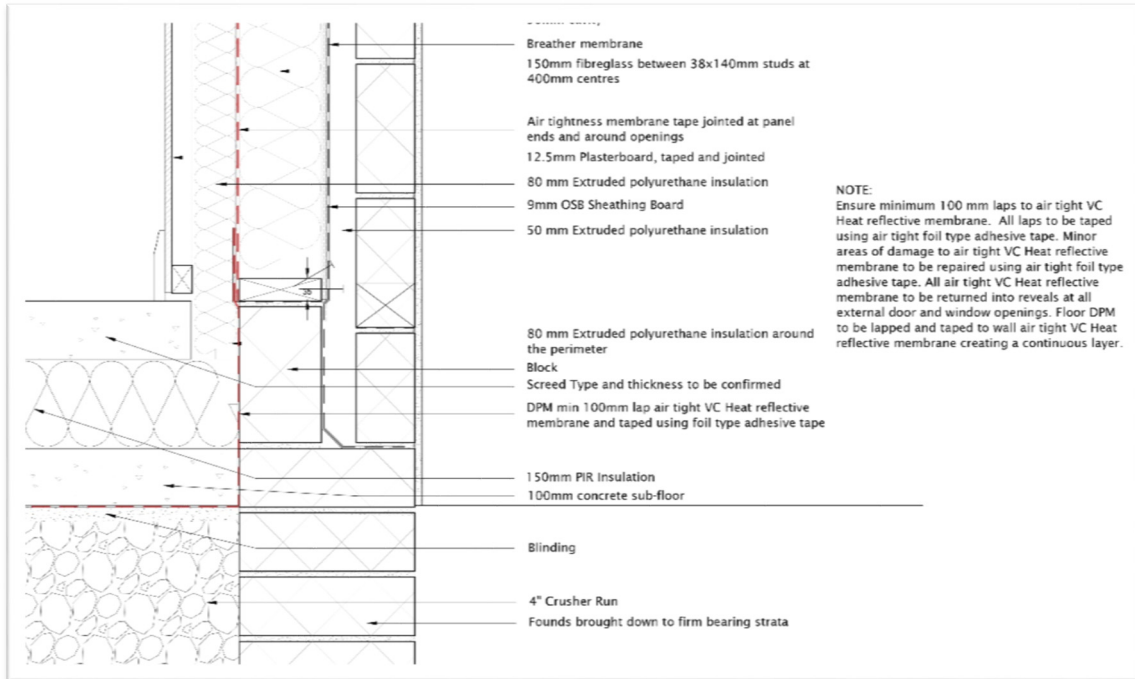 Breather membrane
150mm fibreglass between 38x140mm studs at
400mm centres
Air tightness membrane tape jointed at panel
ends and around openings
12.5mm Plasterboard, taped and jointed
80 mm Extruded polyurethane insulation
9mm OSB Sheathing Board
50 mm Extruded polyurethane insulation
80 mm Extruded polyurethane insulation around
the perimeter
Block
Screed Type and thickness to be confirmed
DPM min 100mm lap air tight VC Heat reflective
membrane and taped using foil type adhesive tape
150mm PIR Insulation
100mm concrete sub-floor
Blinding
4" Crusher Run
Founds brought down to firm bearing strata
NOTE:
Ensure minimum 100 mm laps to air tight VC
Heat reflective membrane. All laps to be taped
using air tight foil type adhesive tape. Minor
areas of damage to air tight VC Heat reflective
membrane to be repaired using air tight foil type
adhesive tape. All air tight VC Heat reflective
membrane to be returned into reveals at all
external door and window openings. Floor DPM
to be lapped and taped to wall air tight VC Heat
reflective membrane creating a continuous layer.